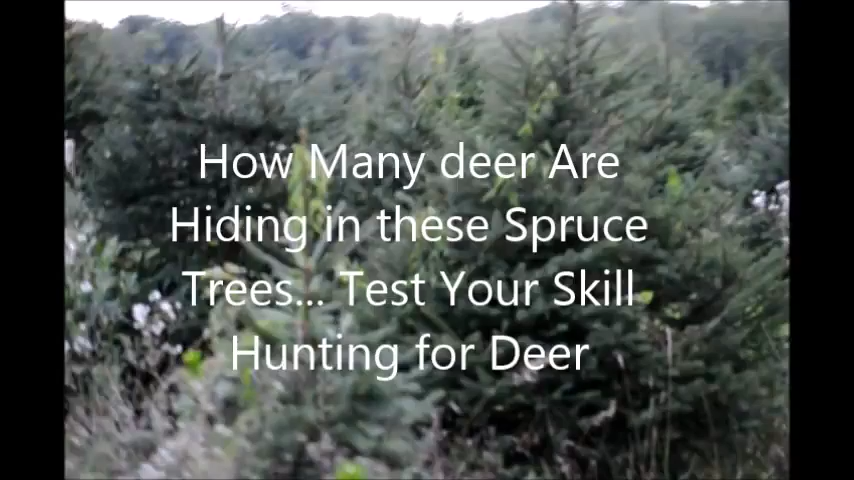 How Many deer Are
Hiding in these Spruce
Trees... Test Your Skill
Hunting for Deer